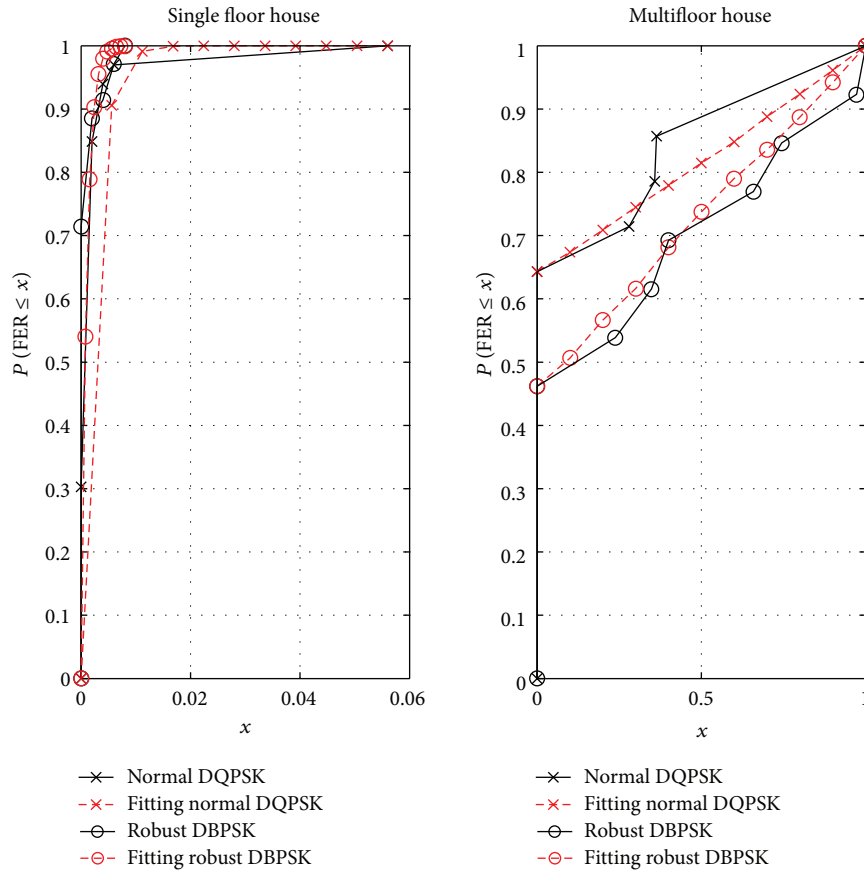 Single floor house
1
0.9
0.8
0.7
0.6
0.5
0.4
0.3
0.2
0.1
0
P (FER ≤ x)
0 0.02 0.04 0.06
x
Normal DQPSK
Fitting normal DQPSK
Robust DBPSK
Fitting robust DBPSK
Multifloor house
1
0.9
0.8
0.7
0.6
0.5
0.4
0.3
0.2
0.1
0
P (FER ≤ x)
0 0.5 1
x
Normal DQPSK
Fitting normal DQPSK
Robust DBPSK
Fitting robust DBPSK